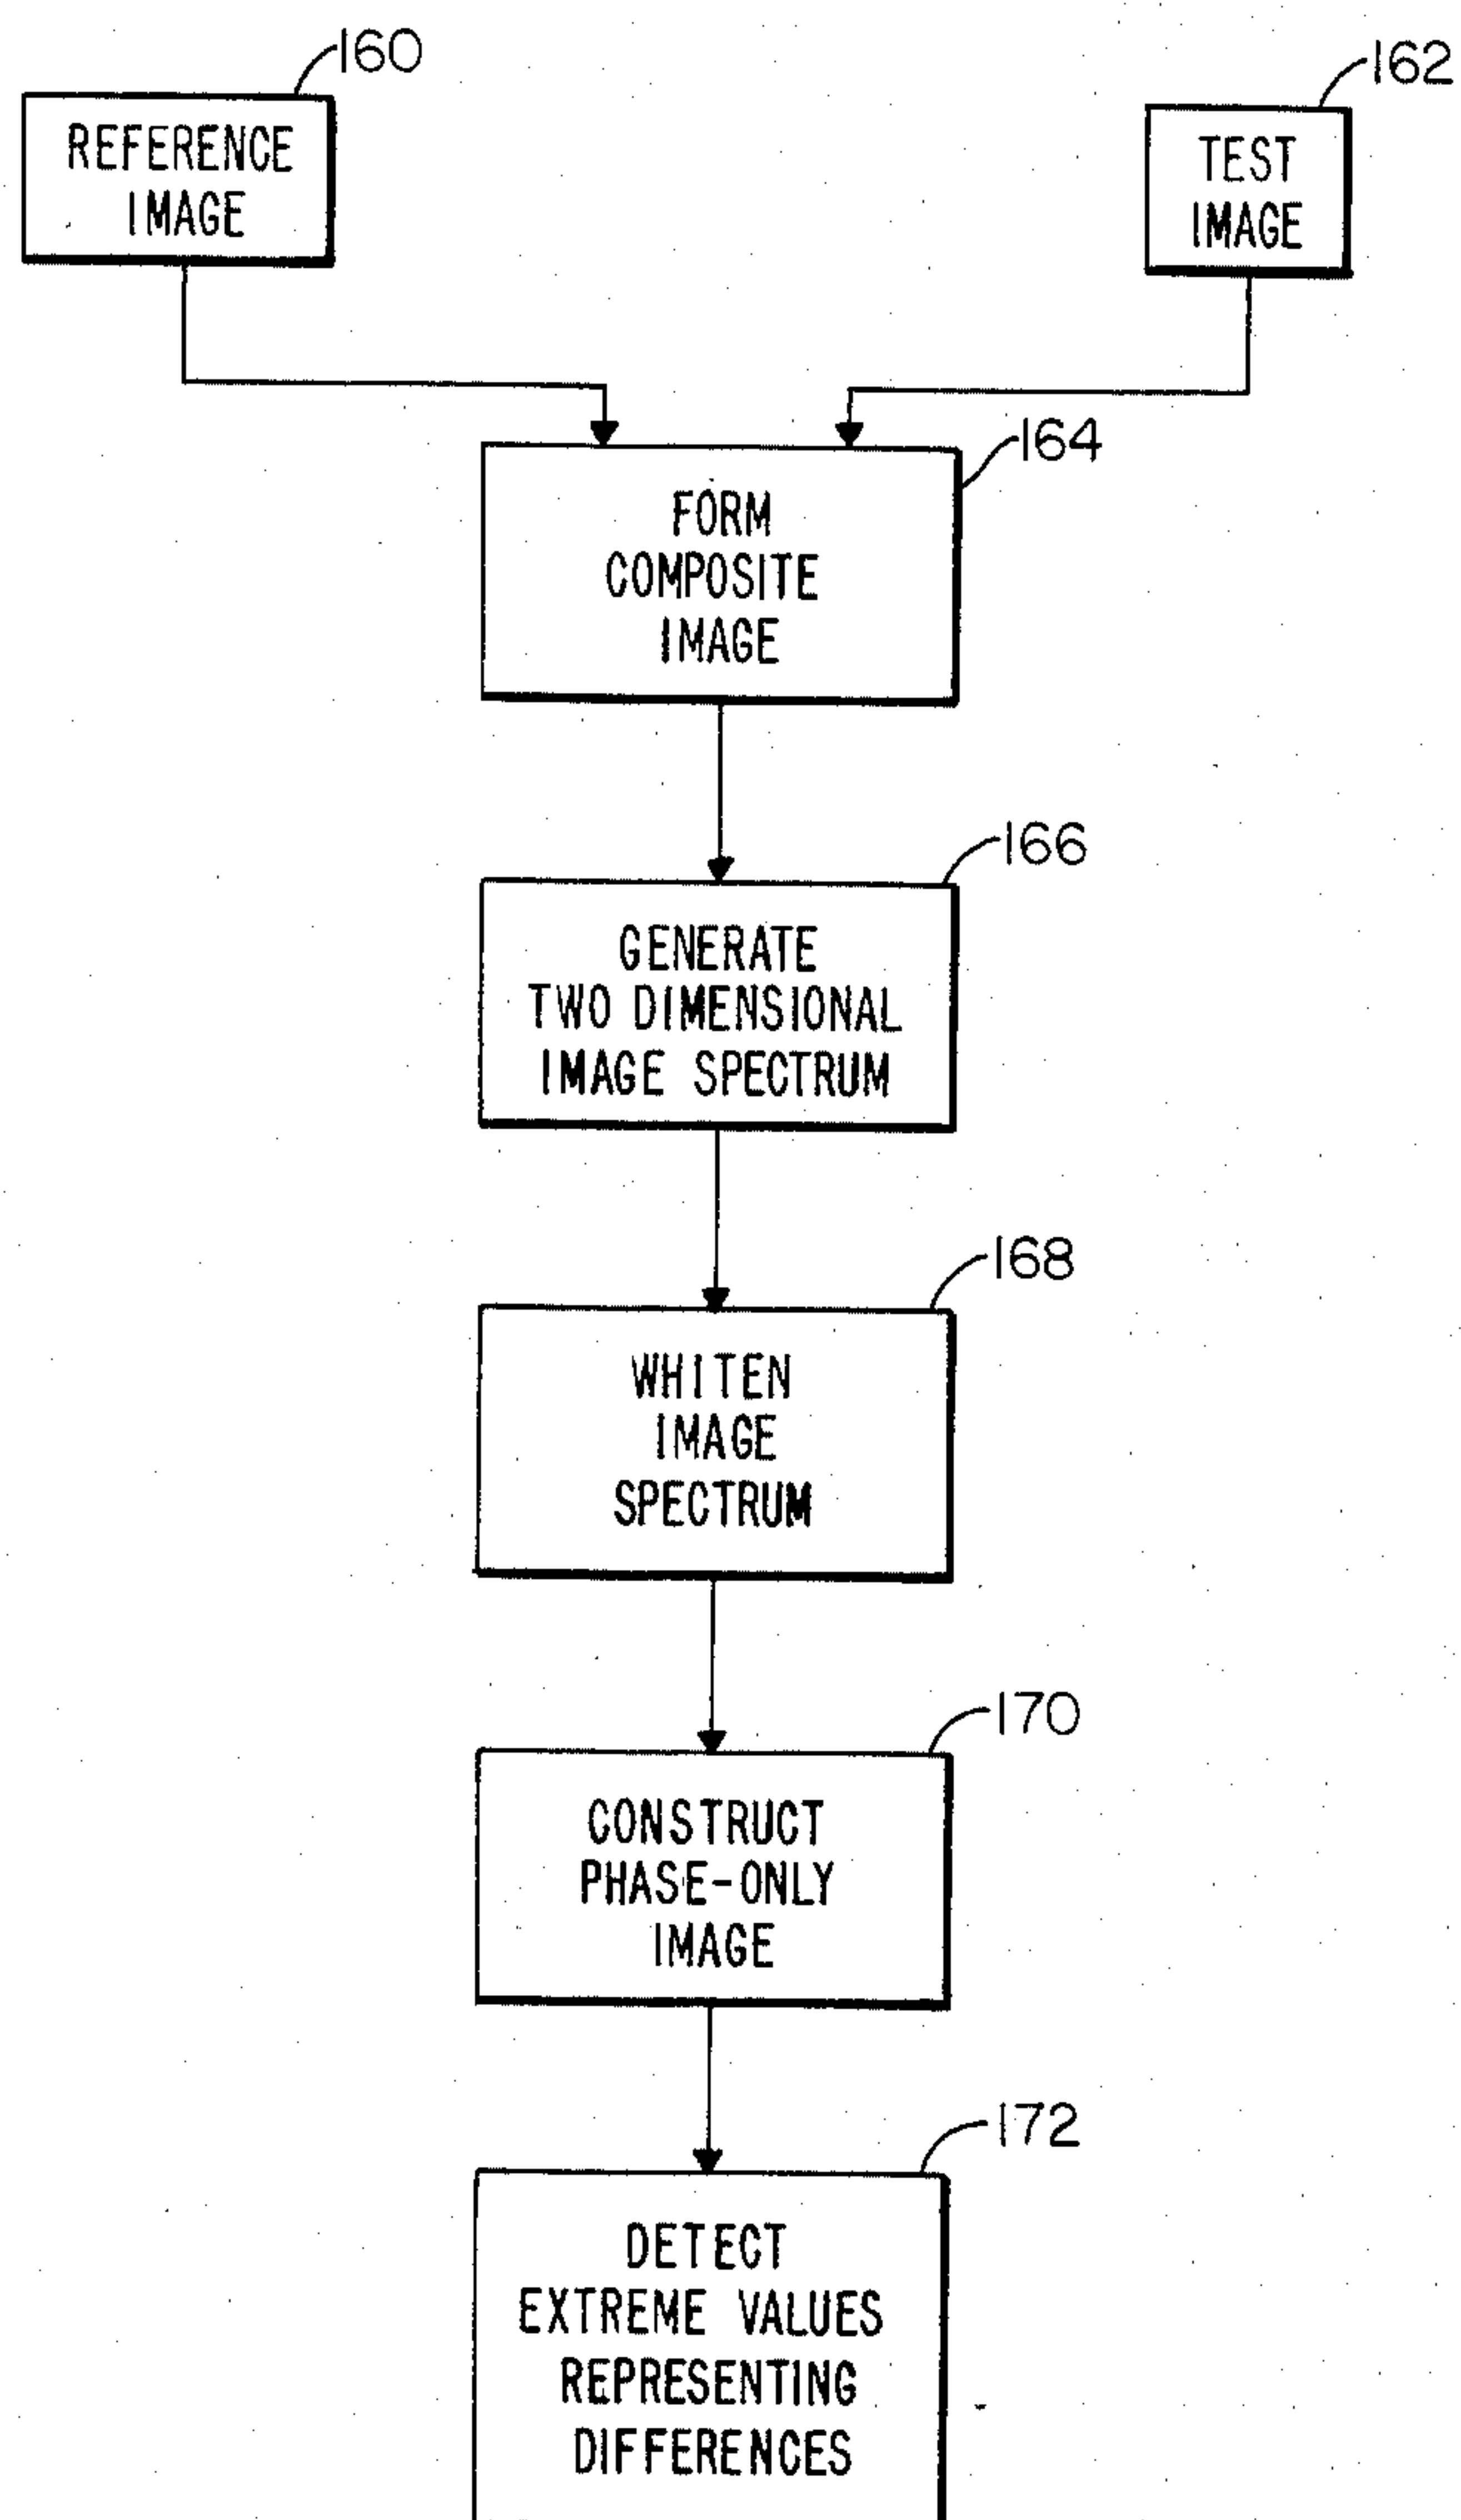 160
REFERENCE
IMAGE
162
TEST
IMAGE
164
FORM
COMPOSITE
IMAGE
166
GENERATE
TWO DIMENSIONAL
IMAGE SPECTRUM
168
WHITEN
IMAGE
SPECTRUM
170
CONSTRUCT
PHASE-ONLY
IMAGE
172
DETECT
EXTREME VALUES
REPRESENTING
DIFFERENCES